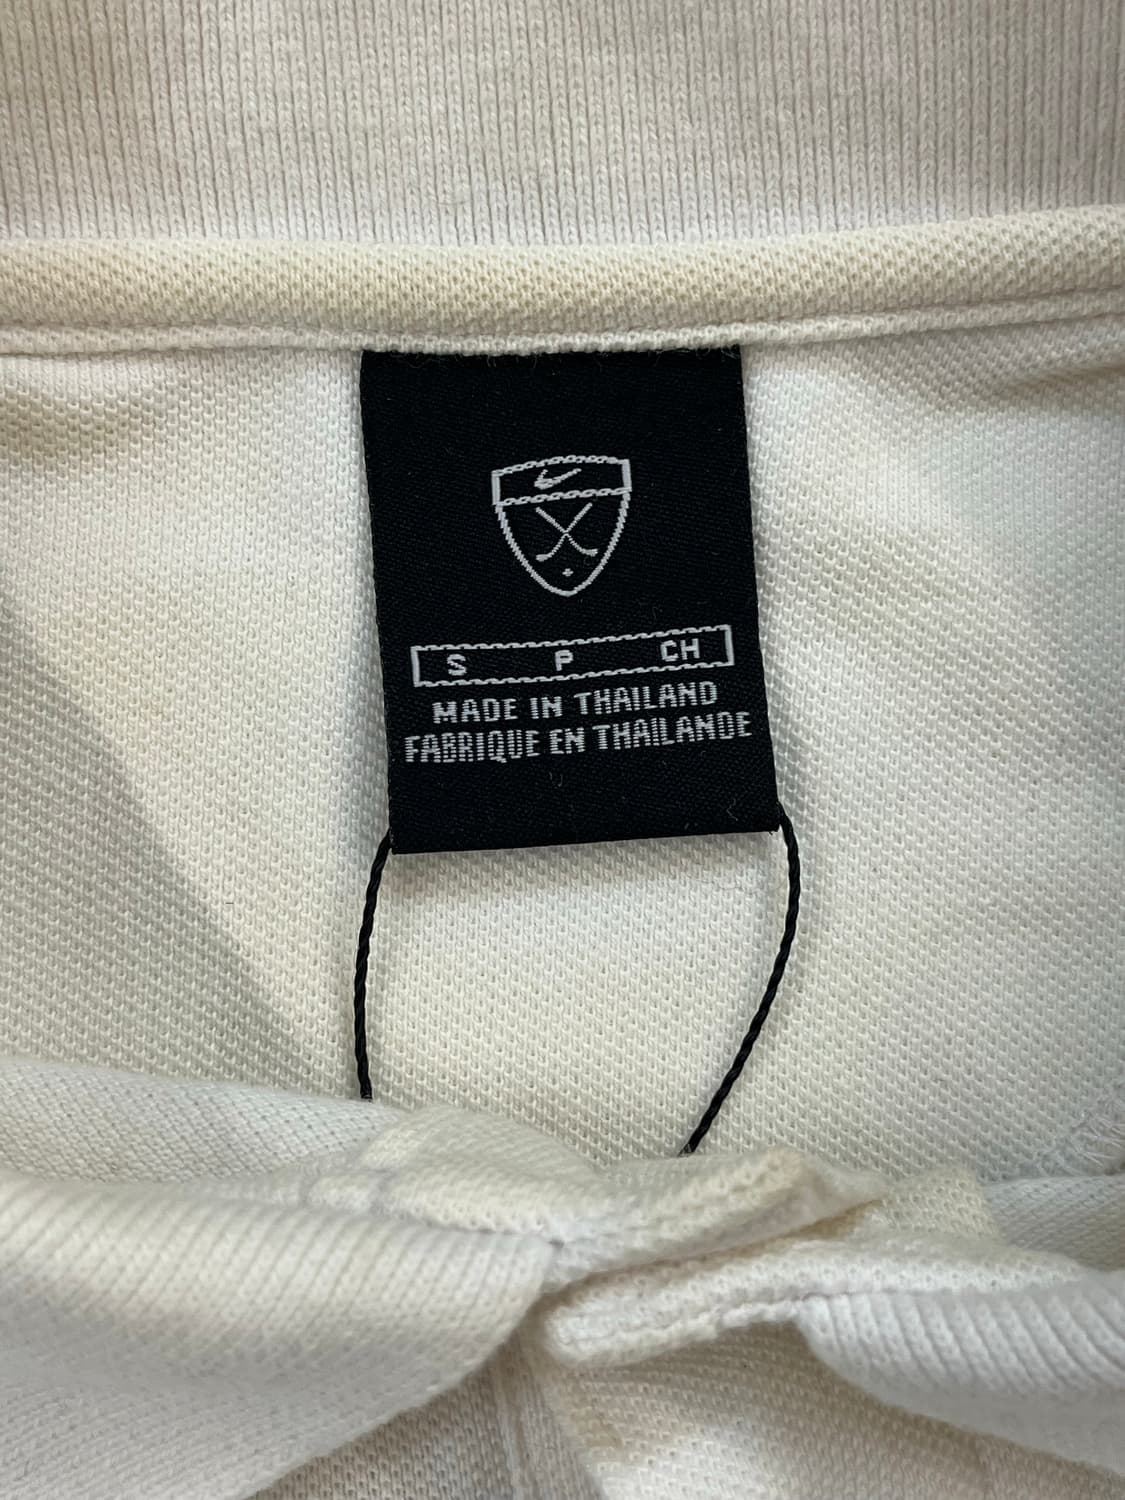 S P CH
MADE IN THAILAND
FABRIQUE EN THAILANDE